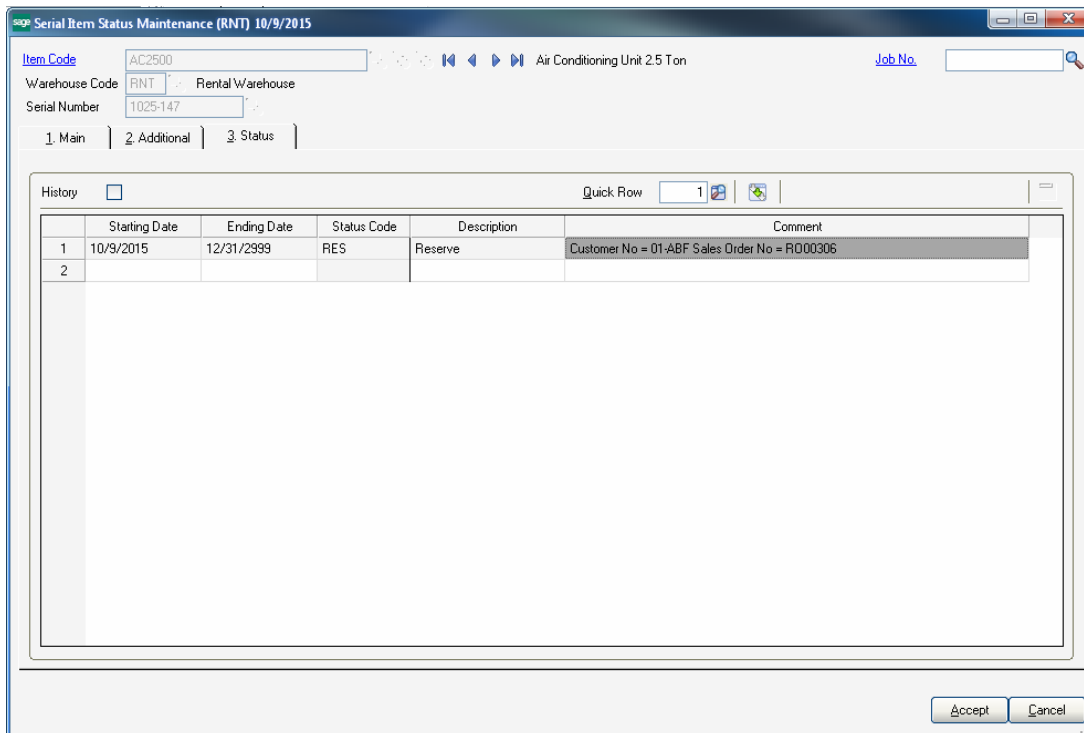 sage Serial Item Status Maintenance (RNT) 10/9/2015
Item Code AC2500 Air Conditioning Unit 2.5 Ton Job No.
Warehouse Code RNT Rental Warehouse
Serial Number 1025-147
1. Main 2. Additional 3. Status
History Quick Row 1
Starting Date Ending Date Status Code Description Comment
1 10/9/2015 12/31/2999 RES Reserve Customer No = 01-ABF Sales Order No = RO00306
2
Accept Cancel